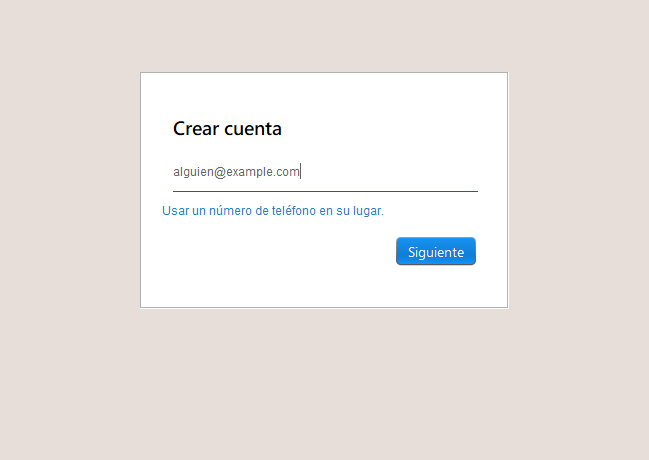 Crear cuenta
alguien@example.com
Usar un número de teléfono en su lugar.
Siguiente